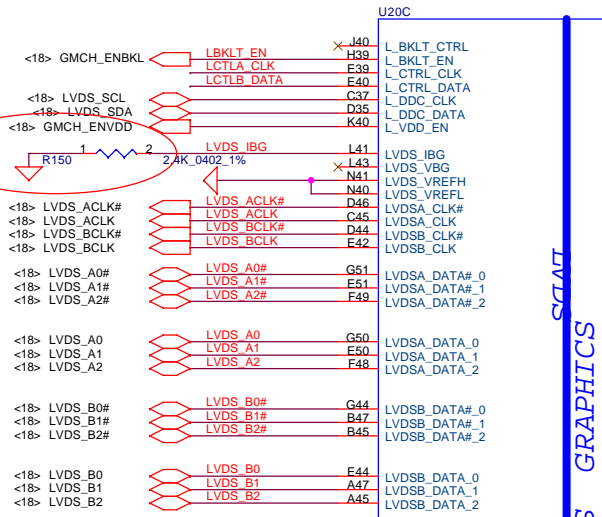 U20C
J40 L_BKLT_CTRL
<18> GMCH_ENBKL LBKLT_EN H39 L_BKLT_EN
LCTLA_CLK E39 L_CTRL_CLK
LCTLB_DATA E40 L_CTRL_DATA
<18> LVDS_SCL C37 L_DDC_CLK
<18> LVDS_SDA D35 L_DDC_DATA
<18> GMCH_ENVDD K40 L_VDD_EN
1 2 LVDS_IBG L41 LVDS_IBG
R150 2.4K_0402_1% L43 LVDS_VBG
N41 LVDS_VREFH
N40 LVDS_VREFL
<18> LVDS_ACLK# LVDS_ACLK# D46 LVDSA_CLK#
<18> LVDS_ACLK LVDS_ACLK C45 LVDSA_CLK
<18> LVDS_BCLK# LVDS_BCLK# D44 LVDSB_CLK#
<18> LVDS_BCLK LVDS_BCLK E42 LVDSB_CLK
<18> LVDS_A0# LVDS_A0# G51 LVDSA_DATA#_0
<18> LVDS_A1# LVDS_A1# E51 LVDSA_DATA#_1
<18> LVDS_A2# LVDS_A2# F49 LVDSA_DATA#_2
<18> LVDS_A0 LVDS_A0 G50 LVDSA_DATA_0
<18> LVDS_A1 LVDS_A1 E50 LVDSA_DATA_1
<18> LVDS_A2 LVDS_A2 F48 LVDSA_DATA_2
<18> LVDS_B0# LVDS_B0# G44 LVDSB_DATA#_0
<18> LVDS_B1# LVDS_B1# B47 LVDSB_DATA#_1
<18> LVDS_B2# LVDS_B2# B45 LVDSB_DATA#_2
<18> LVDS_B0 LVDS_B0 E44 LVDSB_DATA_0
<18> LVDS_B1 LVDS_B1 A47 LVDSB_DATA_1
<18> LVDS_B2 LVDS_B2 A45 LVDSB_DATA_2
LVDS
GRAPHICS